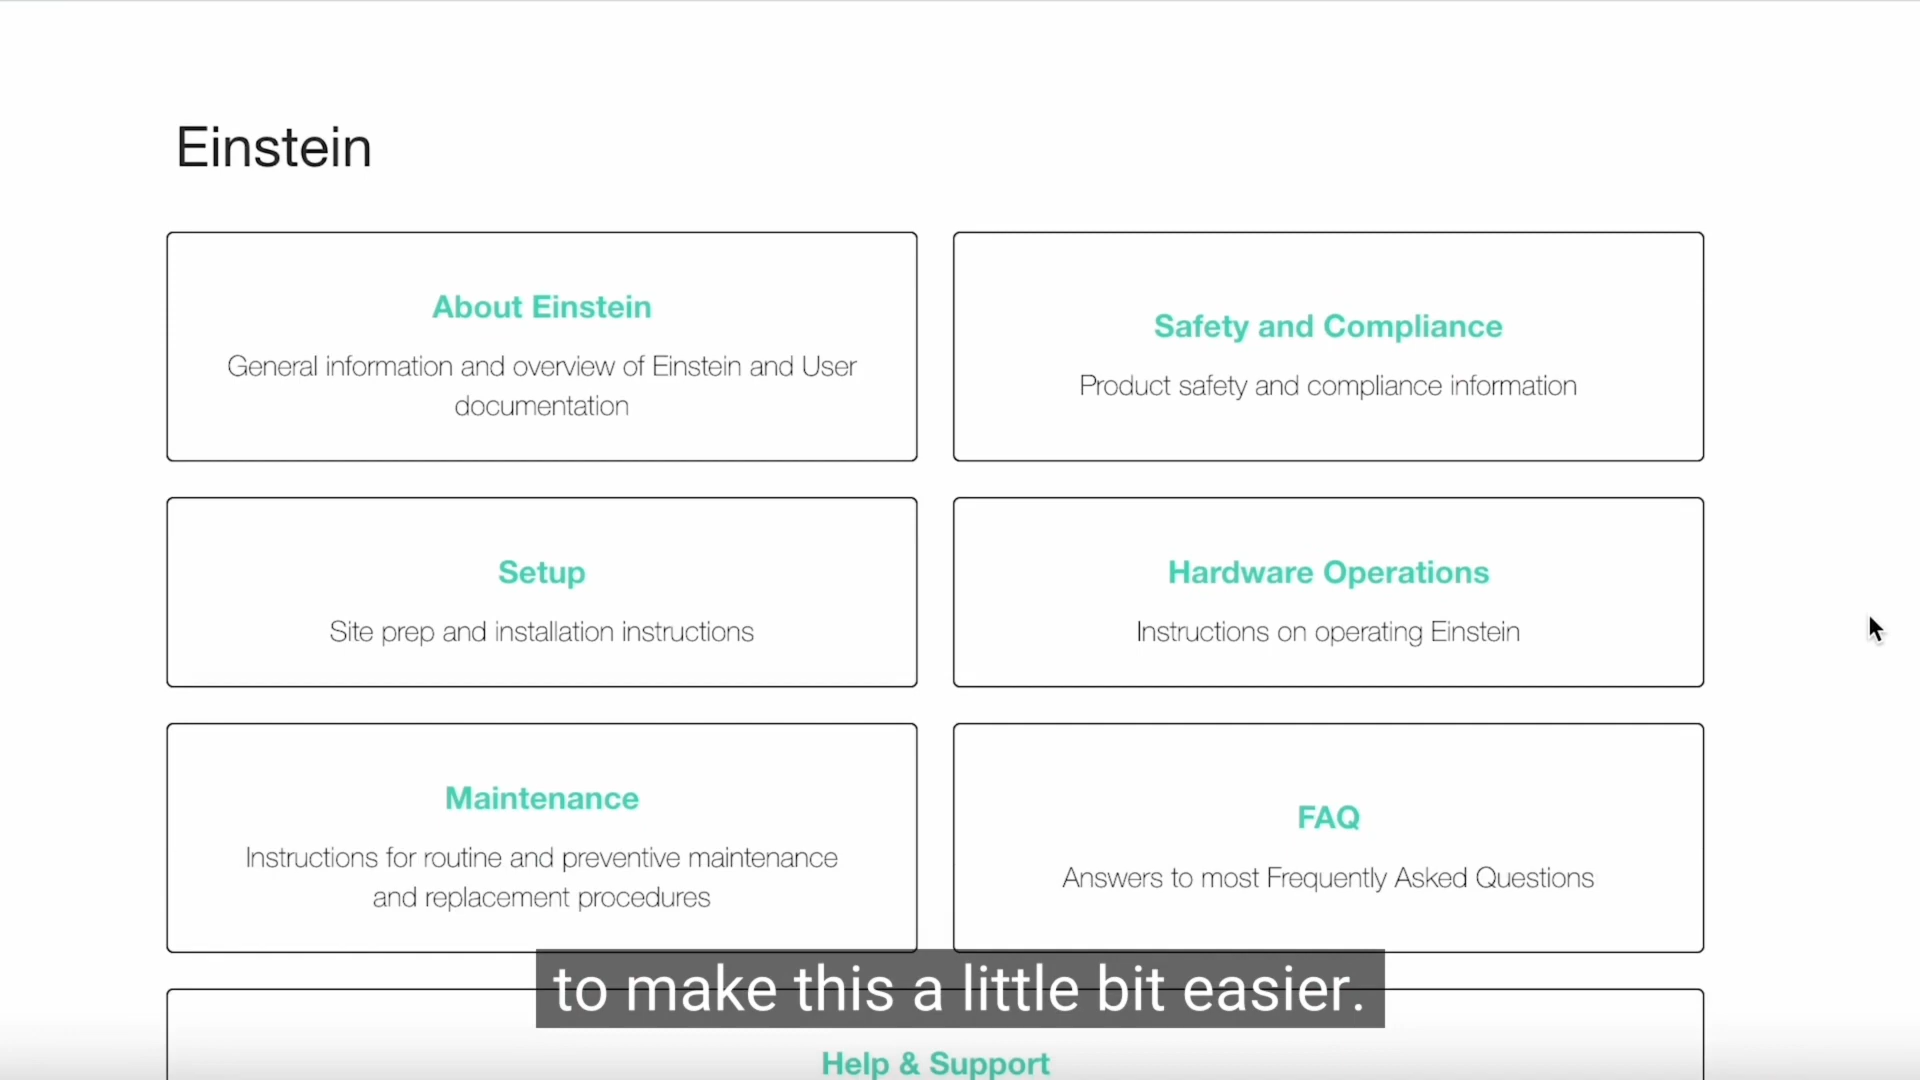 Einstein
About Einstein
General information and overview of Einstein and User
documentation
Safety and Compliance
Product safety and compliance information
Setup
Site prep and installation instructions
Hardware Operations
Instructions on operating Einstein
Maintenance
Instructions for routine and preventive maintenance
and replacement procedures
FAQ
Answers to most Frequently Asked Questions
to make this a little bit easier.
Help & Support